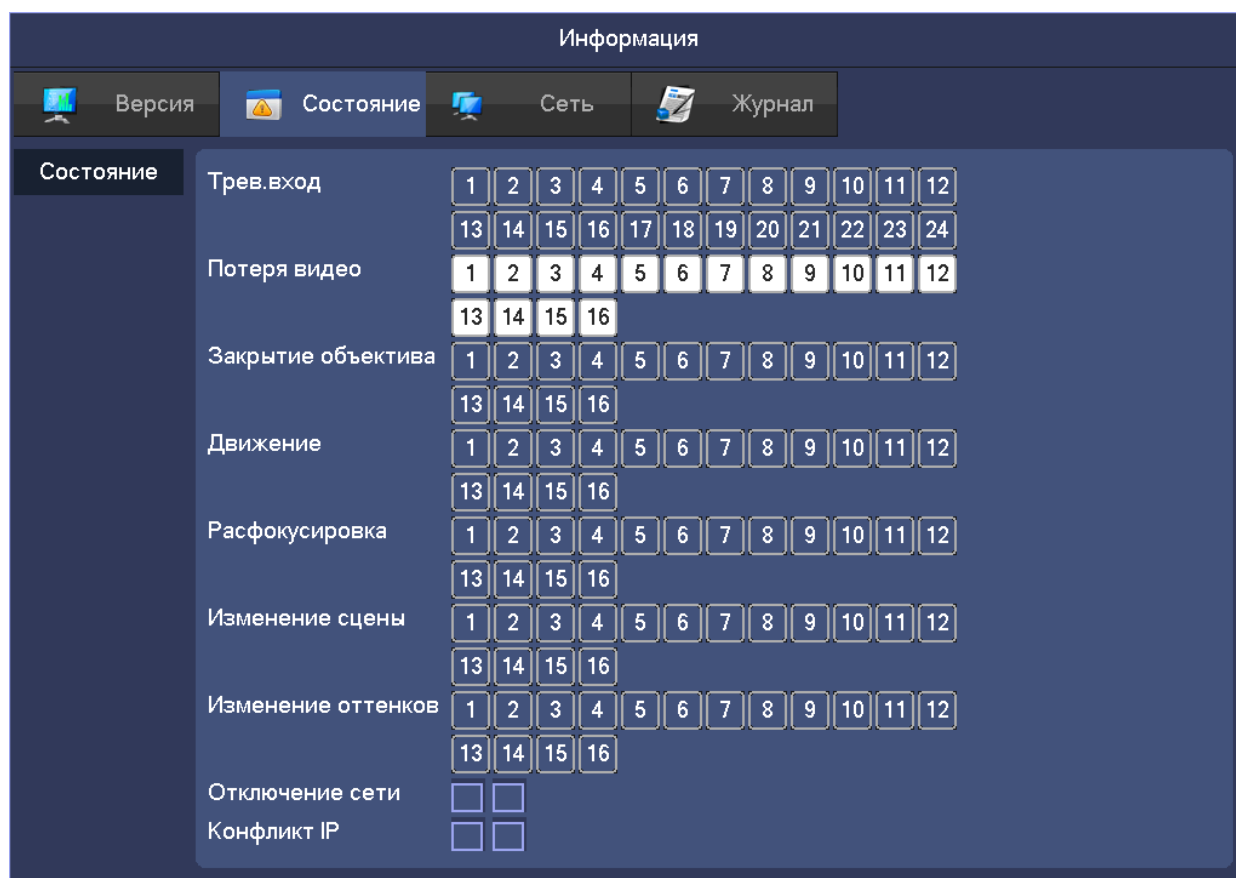 Информация
Версия Состояние Сеть Журнал
Состояние
Трев.вход 1 2 3 4 5 6 7 8 9 10 11 12
13 14 15 16 17 18 19 20 21 22 23 24
Потеря видео 1 2 3 4 5 6 7 8 9 10 11 12
13 14 15 16
Закрытие объектива 1 2 3 4 5 6 7 8 9 10 11 12
13 14 15 16
Движение 1 2 3 4 5 6 7 8 9 10 11 12
13 14 15 16
Расфокусировка 1 2 3 4 5 6 7 8 9 10 11 12
13 14 15 16
Изменение сцены 1 2 3 4 5 6 7 8 9 10 11 12
13 14 15 16
Изменение оттенков 1 2 3 4 5 6 7 8 9 10 11 12
13 14 15 16
Отключение сети
Конфликт IP